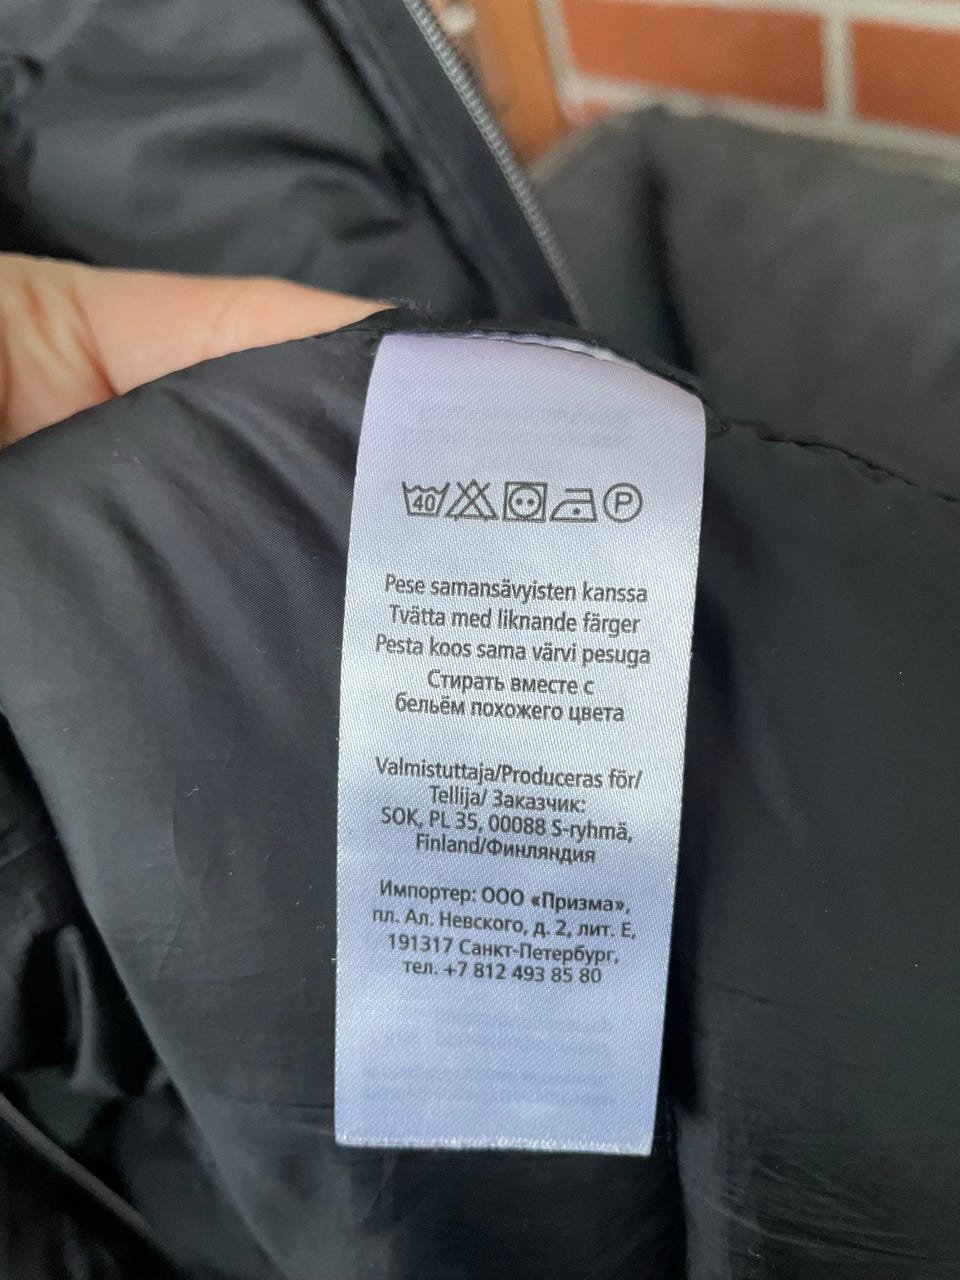 40 P
Pese samansävyisten kanssa
Tvätta med liknande färger
Pesta koos sama värvi pesuga
Стирать вместе с
бельём похожего цвета
Valmistuttaja/Produceras för/
Tellija/ Заказчик:
SOK, PL 35, 00088 S-ryhmä,
Finland/Финляндия
Импортер: ООО «Призма»,
пл. Ал. Невского, д. 2, лит. Е,
191317 Санкт-Петербург,
тел. +7 812 493 85 80